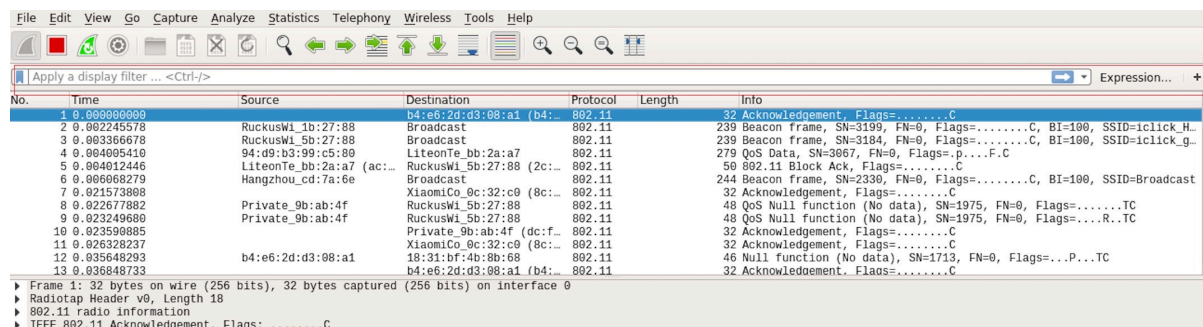 File Edit View Go Capture Analyze Statistics Telephony Wireless Tools Help
Apply a display filter ... <Ctrl-/> Expression... +
No. Time Source Destination Protocol Length Info
1 0.000000000 b4:e6:2d:d3:08:a1 (b4:… 802.11 32 Acknowledgement, Flags=........C
2 0.002245578 RuckusWi_1b:27:88 Broadcast 802.11 239 Beacon frame, SN=3199, FN=0, Flags=........C, BI=100, SSID=iclick_H…
3 0.003366678 RuckusWi_5b:27:88 Broadcast 802.11 239 Beacon frame, SN=3184, FN=0, Flags=........C, BI=100, SSID=iclick_g…
4 0.004005410 94:d9:b3:99:c5:80 LiteonTe_bb:2a:a7 802.11 279 QoS Data, SN=3067, FN=0, Flags=.p....F.C
5 0.004012446 LiteonTe_bb:2a:a7 (ac:… RuckusWi_5b:27:88 (2c:… 802.11 50 802.11 Block Ack, Flags=........C
6 0.006068279 Hangzhou_cd:7a:6e Broadcast 802.11 244 Beacon frame, SN=2330, FN=0, Flags=........C, BI=100, SSID=Broadcast
7 0.021573808 XiaomiCo_0c:32:c0 (8c:… 802.11 32 Acknowledgement, Flags=........C
8 0.022677882 Private_9b:ab:4f RuckusWi_5b:27:88 802.11 48 QoS Null function (No data), SN=1975, FN=0, Flags=.......TC
9 0.023249680 Private_9b:ab:4f RuckusWi_5b:27:88 802.11 48 QoS Null function (No data), SN=1975, FN=0, Flags=....R..TC
10 0.023590885 Private_9b:ab:4f (dc:f… 802.11 32 Acknowledgement, Flags=........C
11 0.026328237 XiaomiCo_0c:32:c0 (8c:… 802.11 32 Acknowledgement, Flags=........C
12 0.035648293 b4:e6:2d:d3:08:a1 18:31:bf:4b:8b:68 802.11 46 Null function (No data), SN=1713, FN=0, Flags=...P...TC
13 0.036848733 b4:e6:2d:d3:08:a1 (b4:… 802.11 32 Acknowledgement, Flags=........C
Frame 1: 32 bytes on wire (256 bits), 32 bytes captured (256 bits) on interface 0
Radiotap Header v0, Length 18
802.11 radio information
IEEE 802.11 Acknowledgement, Flags: ........C